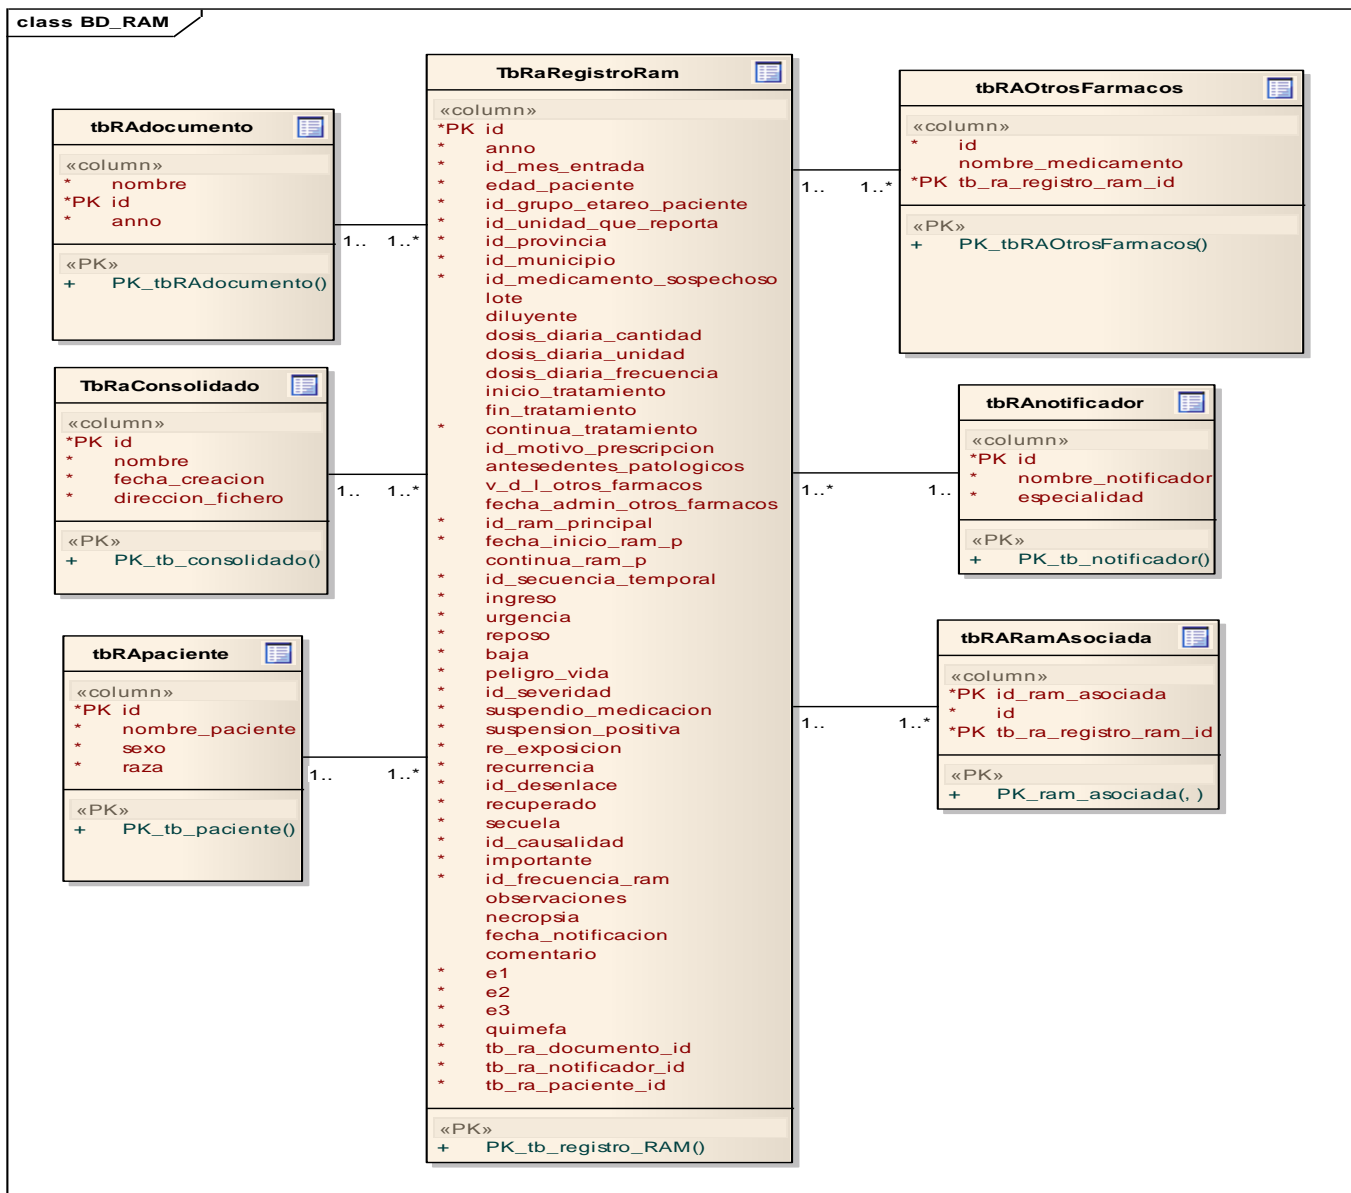 class BD_RAM
tbRAdocumento
«column»
* nombre
*PK id
* anno
«PK»
+ PK_tbRAdocumento()
1.. 1..*
TbRaConsolidado
«column»
*PK id
* nombre
* fecha_creacion
* direccion_fichero
«PK»
+ PK_tb_consolidado()
1.. 1..*
tbRApaciente
«column»
*PK id
* nombre_paciente
* sexo
* raza
«PK»
+ PK_tb_paciente()
1.. 1..*
TbRaRegistroRam
«column»
*PK id
* anno
* id_mes_entrada
* edad_paciente
* id_grupo_etareo_paciente
* id_unidad_que_reporta
* id_provincia
* id_municipio
* id_medicamento_sospechoso
lote
diluyente
dosis_diaria_cantidad
dosis_diaria_unidad
dosis_diaria_frecuencia
inicio_tratamiento
fin_tratamiento
* continua_tratamiento
id_motivo_prescripcion
antesedentes_patologicos
v_d_l_otros_farmacos
fecha_admin_otros_farmacos
* id_ram_principal
* fecha_inicio_ram_p
continua_ram_p
* id_secuencia_temporal
* ingreso
* urgencia
* reposo
* baja
* peligro_vida
* id_severidad
* suspendio_medicacion
* suspension_positiva
* re_exposicion
* recurrencia
* id_desenlace
* recuperado
* secuela
* id_causalidad
* importante
* id_frecuencia_ram
observaciones
necropsia
fecha_notificacion
comentario
* e1
* e2
* e3
* quimefa
* tb_ra_documento_id
* tb_ra_notificador_id
* tb_ra_paciente_id
«PK»
+ PK_tb_registro_RAM()
1.. 1..*
tbRAOtrosFarmacos
«column»
* id
nombre_medicamento
*PK tb_ra_registro_ram_id
«PK»
+ PK_tbRAOtrosFarmacos()
1..* 1..
tbRAnotificador
«column»
*PK id
* nombre_notificador
* especialidad
«PK»
+ PK_tb_notificador()
1.. 1..*
tbRARamAsociada
«column»
*PK id_ram_asociada
* id
*PK tb_ra_registro_ram_id
«PK»
+ PK_ram_asociada(, )